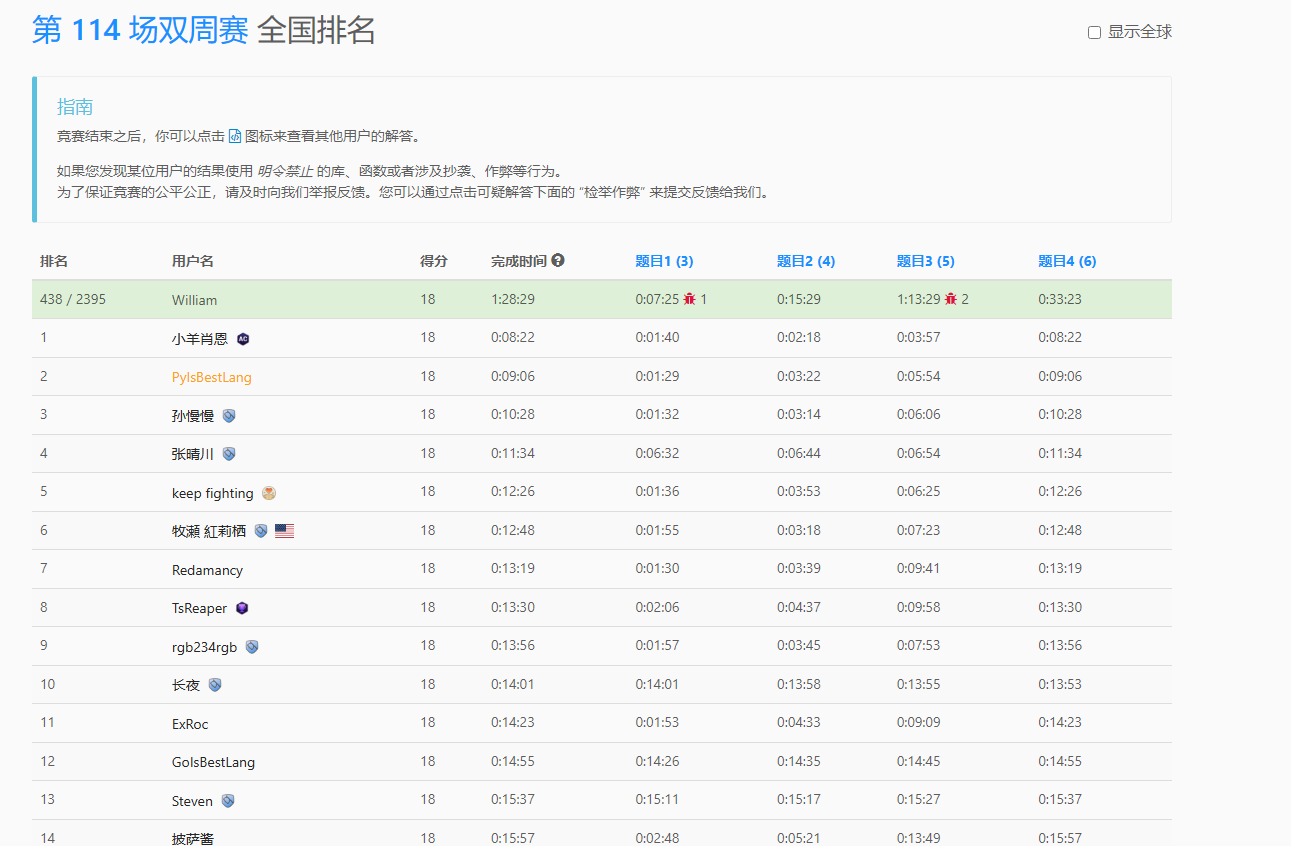 第 114 场双周赛 全国排名
显示全球
指南
竞赛结束之后，你可以点击 图标来查看其他用户的解答。
如果您发现某位用户的结果使用 明令禁止 的库、函数或者涉及抄袭、作弊等行为。
为了保证竞赛的公平公正，请及时向我们举报反馈。您可以通过点击可疑解答下面的 “检举作弊” 来提交反馈给我们。
排名 用户名 得分 完成时间 题目1 (3) 题目2 (4) 题目3 (5) 题目4 (6)
438 / 2395 William 18 1:28:29 0:07:25 1 0:15:29 1:13:29 2 0:33:23
1 小羊肖恩 AC 18 0:08:22 0:01:40 0:02:18 0:03:57 0:08:22
2 PyIsBestLang 18 0:09:06 0:01:29 0:03:22 0:05:54 0:09:06
3 孙慢慢 18 0:10:28 0:01:32 0:03:14 0:06:06 0:10:28
4 张晴川 18 0:11:34 0:06:32 0:06:44 0:06:54 0:11:34
5 keep fighting 18 0:12:26 0:01:36 0:03:53 0:06:25 0:12:26
6 牧瀬 紅莉栖 18 0:12:48 0:01:55 0:03:18 0:07:23 0:12:48
7 Redamancy 18 0:13:19 0:01:30 0:03:39 0:09:41 0:13:19
8 TsReaper 18 0:13:30 0:02:06 0:04:37 0:09:58 0:13:30
9 rgb234rgb 18 0:13:56 0:01:57 0:03:45 0:07:53 0:13:56
10 长夜 18 0:14:01 0:14:01 0:13:58 0:13:55 0:13:53
11 ExRoc 18 0:14:23 0:01:53 0:04:33 0:09:09 0:14:23
12 GoIsBestLang 18 0:14:55 0:14:26 0:14:35 0:14:45 0:14:55
13 Steven 18 0:15:37 0:15:11 0:15:17 0:15:27 0:15:37
14 披萨酱 18 0:15:57 0:02:48 0:05:21 0:13:49 0:15:57